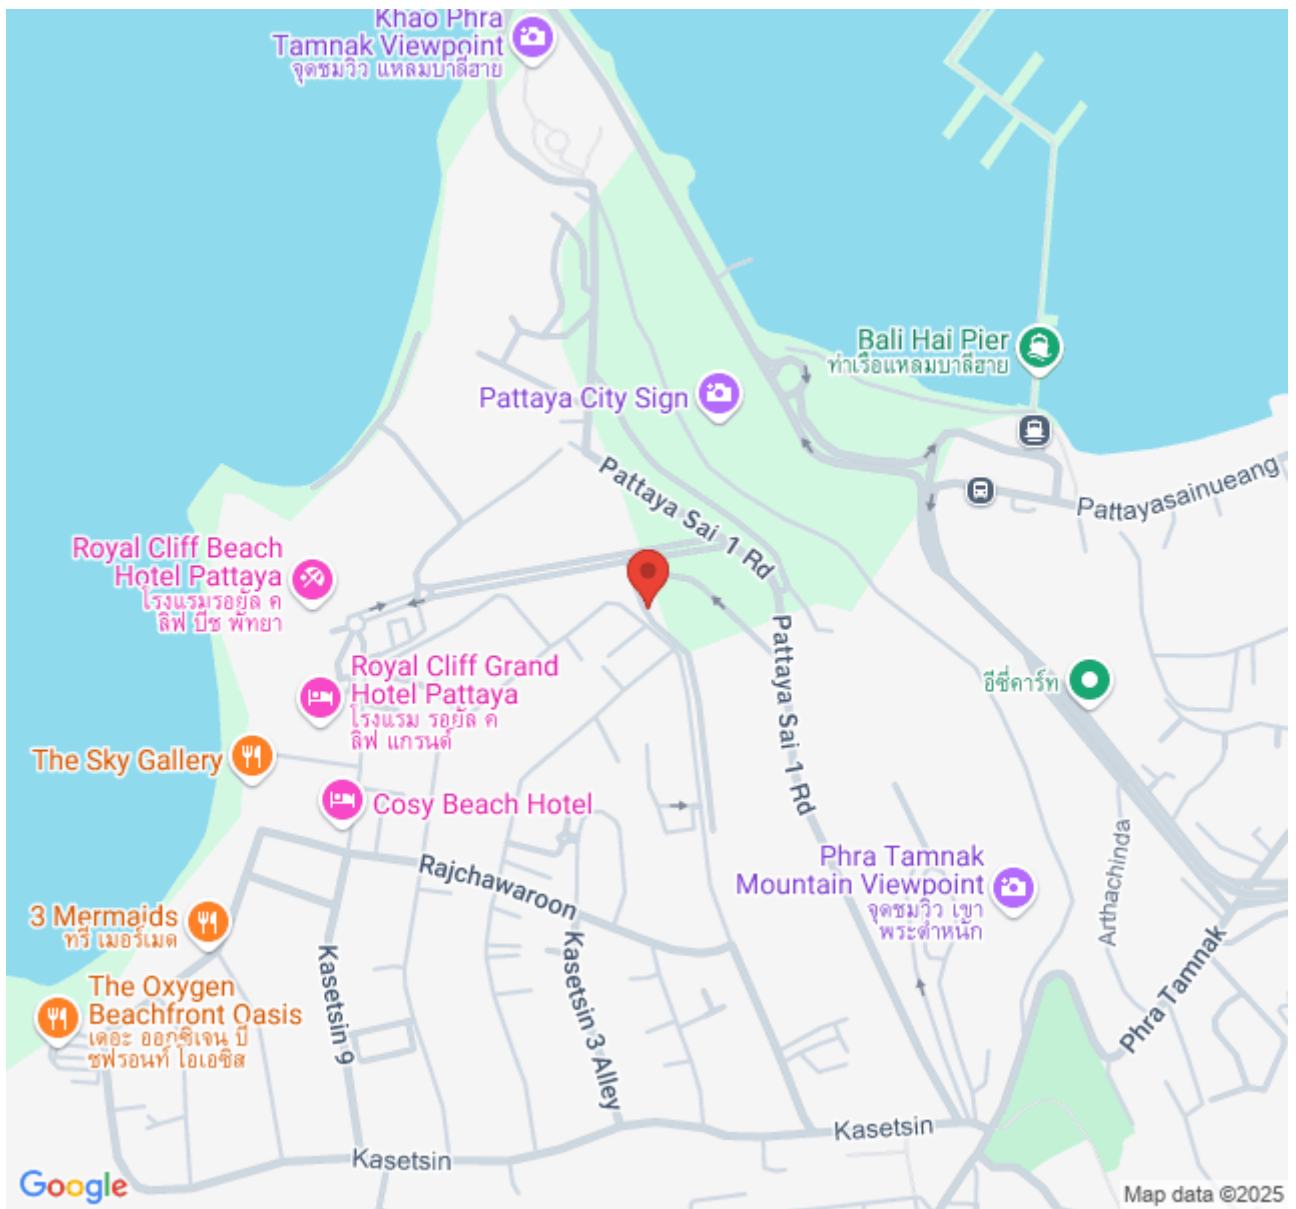 Khao Phra
Tamnak Viewpoint
จุดชมวิว แหลมบาลีฮาย
Bali Hai Pier
ท่าเรือแหลมบาลีฮาย
Pattaya City Sign
Pattaya Sai 1 Rd
Pattayasainueang
Royal Cliff Beach
Hotel Pattaya
โรงแรมรอยัล ค
ลิฟ บีช พัทยา
Royal Cliff Grand
Hotel Pattaya
โรงแรม รอยัล ค
ลิฟ แกรนด์
อีซี่คาร์ท
Pattaya Sai 1 Rd
The Sky Gallery
Cosy Beach Hotel
Rajchawaroon
Phra Tamnak
Mountain Viewpoint
จุดชมวิว เขา
พระตำหนัก
Arthachinda
3 Mermaids
ทรี เมอร์เมด
Kasetsin 9
Kasetsin 3 Alley
Phra Tamnak
The Oxygen
Beachfront Oasis
เดอะ ออกซิเจน บี
ชฟรอนท์ โอเอซิส
Kasetsin
Kasetsin
Google
Map data ©2025